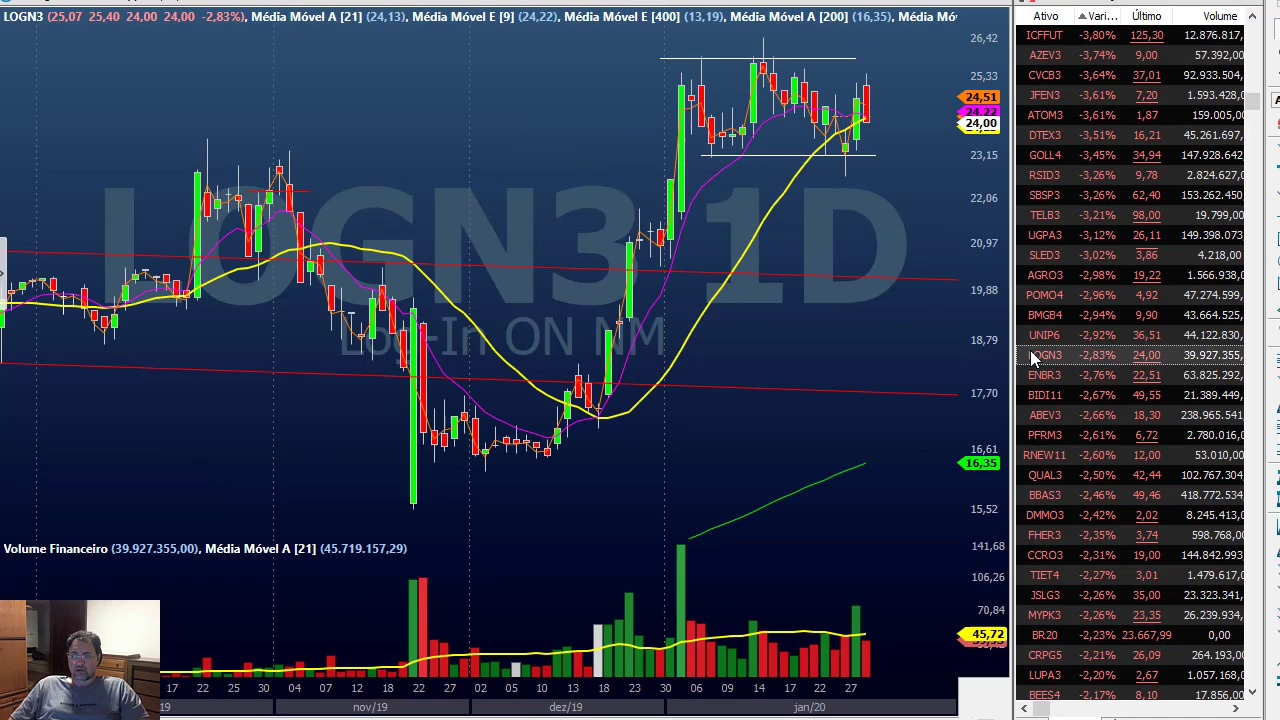 LOGN3 (25,07 25,40 24,00 24,00 -2,83%), Média Móvel A [21] (24,13), Média Móvel E [9] (24,22), Média Móvel E [400] (13,19), Média Móvel A [200] (16,35), Média Móv
26,42
25,33
24,51
24,22
24,00
23,15
22,06
20,97
19,88
18,79
17,70
16,61
16,35
15,52
LOGN3 1D
Log-In ON NM
Volume Financeiro (39.927.355,00), Média Móvel A [21] (45.719.157,29)
141,68
106,26
70,84
45,72
17 22 25 30 04 07 12 18 22 27 02 05 10 13 18 23 30 06 09 14 17 22 27
19 nov/19 dez/19 jan/20
Ativo Vari... Último Volume
ICFFUT -3,80% 125,30 12.876.817,
AZEV3 -3,74% 9,00 57.392,00
CVCB3 -3,64% 37,01 92.933.504,
JFEN3 -3,61% 7,20 1.593.428,0
ATOM3 -3,61% 1,87 159.005,00
DTEX3 -3,51% 16,21 45.261.697,
GOLL4 -3,45% 34,94 147.928.642,
RSID3 -3,26% 9,78 2.824.627,0
SBSP3 -3,26% 62,40 153.262.450,
TELB3 -3,21% 98,00 19.799,00
UGPA3 -3,12% 26,11 149.398.073,
SLED3 -3,02% 3,86 4.218,00
AGRO3 -2,98% 19,22 1.566.938,0
POMO4 -2,96% 4,92 47.274.599,
BMGB4 -2,94% 9,90 43.664.525,
UNIP6 -2,92% 36,51 44.122.830,
LOGN3 -2,83% 24,00 39.927.355,
ENBR3 -2,76% 22,51 63.825.292,
BIDI11 -2,67% 49,55 21.389.449,
ABEV3 -2,66% 18,30 238.965.541,
PFRM3 -2,61% 6,72 2.780.016,0
RNEW11 -2,60% 12,00 53.010,00
QUAL3 -2,50% 42,44 102.767.304,
BBAS3 -2,46% 49,46 418.772.534,
DMMO3 -2,42% 2,02 8.245.413,0
FHER3 -2,35% 3,74 598.768,00
CCRO3 -2,31% 19,00 144.842.993,
TIET4 -2,27% 3,01 1.479.617,0
JSLG3 -2,26% 35,00 23.323.341,
MYPK3 -2,26% 23,35 26.239.934,
BR20 -2,23% 23.667,99 0,00
CRPG5 -2,21% 26,09 264.193,00
LUPA3 -2,20% 2,67 1.057.168,0
BEES4 -2,17% 8,10 17.856,00